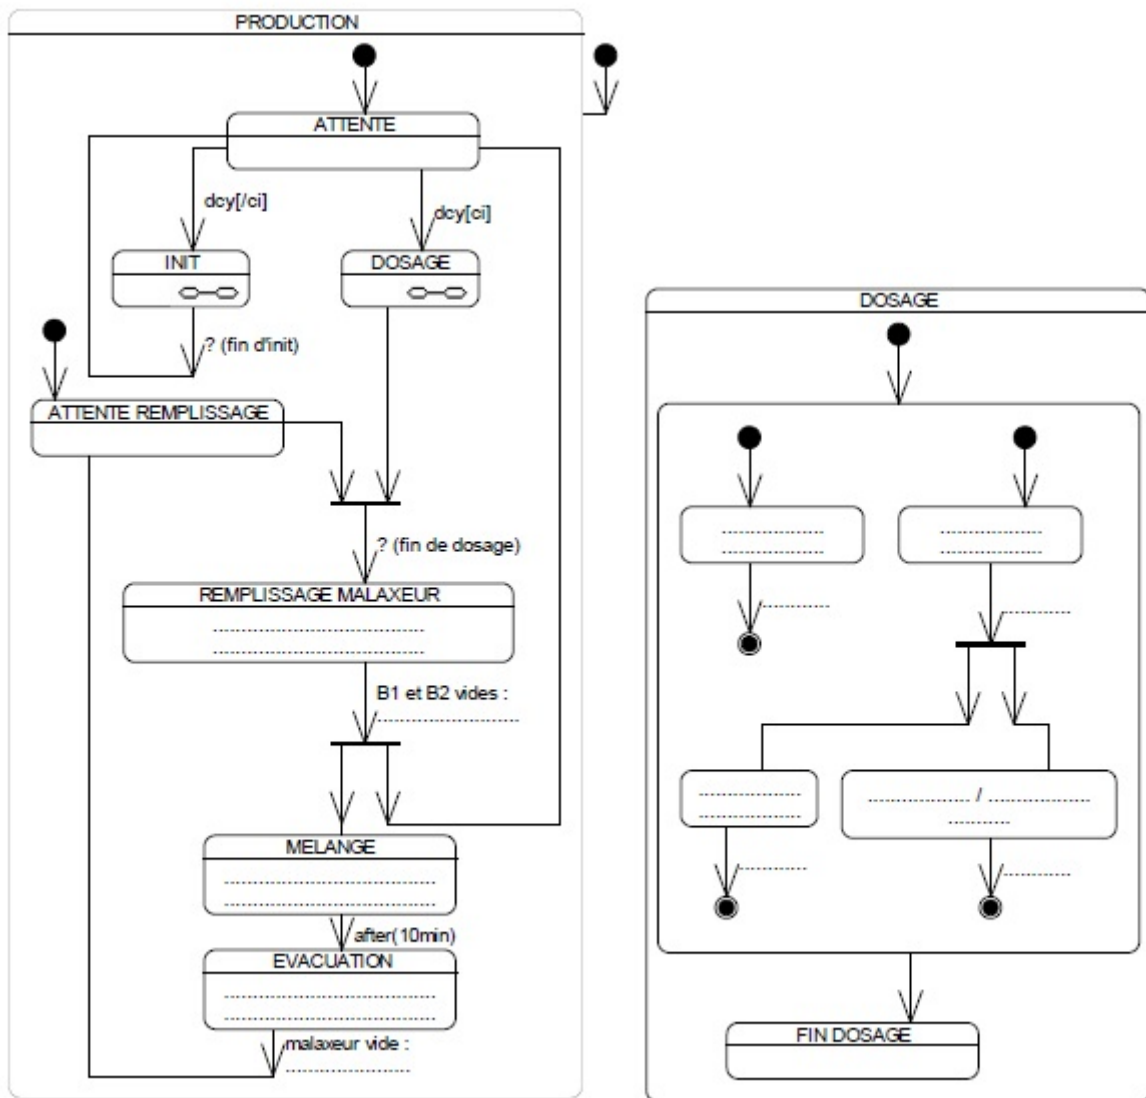 PRODUCTION
ATTENTE
dcy[/ci]
dcy[ci]
INIT
DOSAGE
? (fin d'init)
ATTENTE REMPLISSAGE
? (fin de dosage)
REMPLISSAGE MALAXEUR
..........................................
..........................................
B1 et B2 vides :
............................
MELANGE
..........................................
..........................................
after(10min)
EVACUATION
..........................................
..........................................
malaxeur vide :
.........................
DOSAGE
....................
....................
....................
....................
..............
..............
....................
....................
.................... / ....................
............
..............
..............
FIN DOSAGE